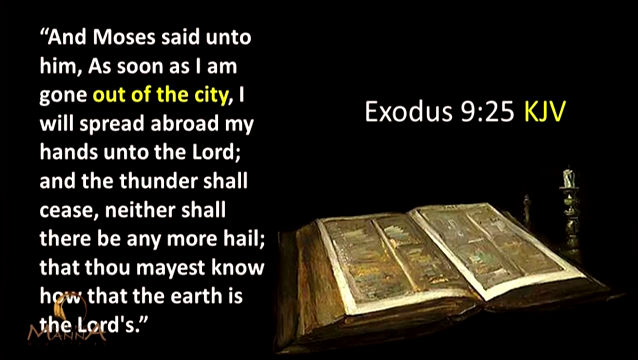 “And Moses said unto
him, As soon as I am
gone out of the city, I
will spread abroad my
hands unto the Lord;
and the thunder shall
cease, neither shall
there be any more hail;
that thou mayest know
how that the earth is
the Lord's.”
Exodus 9:25 KJV
MANNA